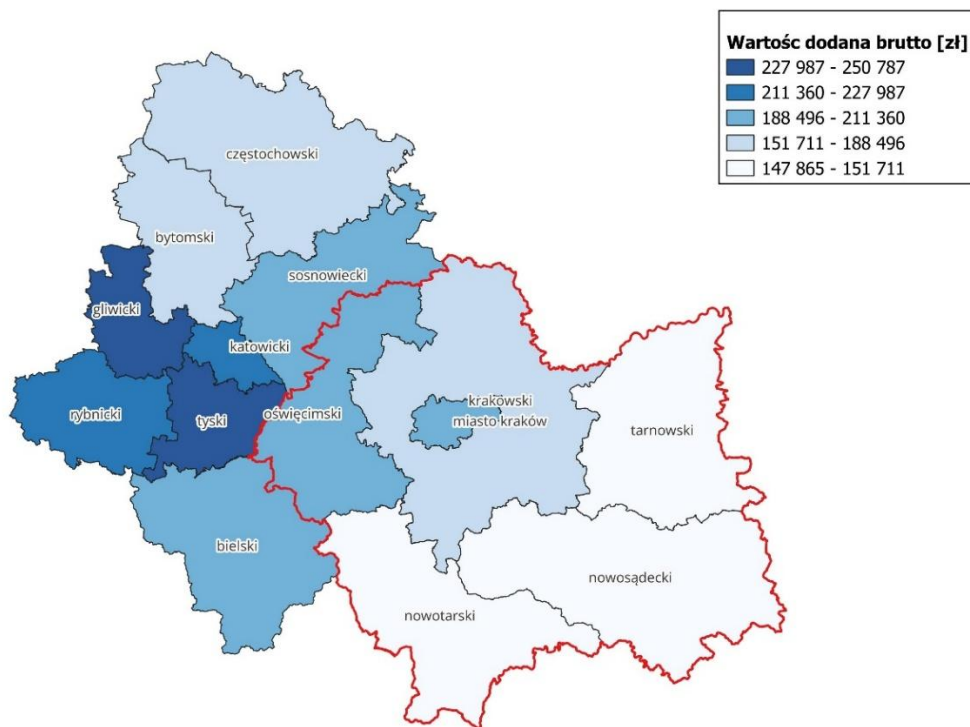 Wartośc dodana brutto [zł]
227 987 - 250 787
211 360 - 227 987
188 496 - 211 360
151 711 - 188 496
147 865 - 151 711
częstochowski
bytomski
sosnowiecki
gliwicki
katowicki
rybnicki
tyski
oświęcimski
krakowski
miasto kraków
tarnowski
bielski
nowosądecki
nowotarski